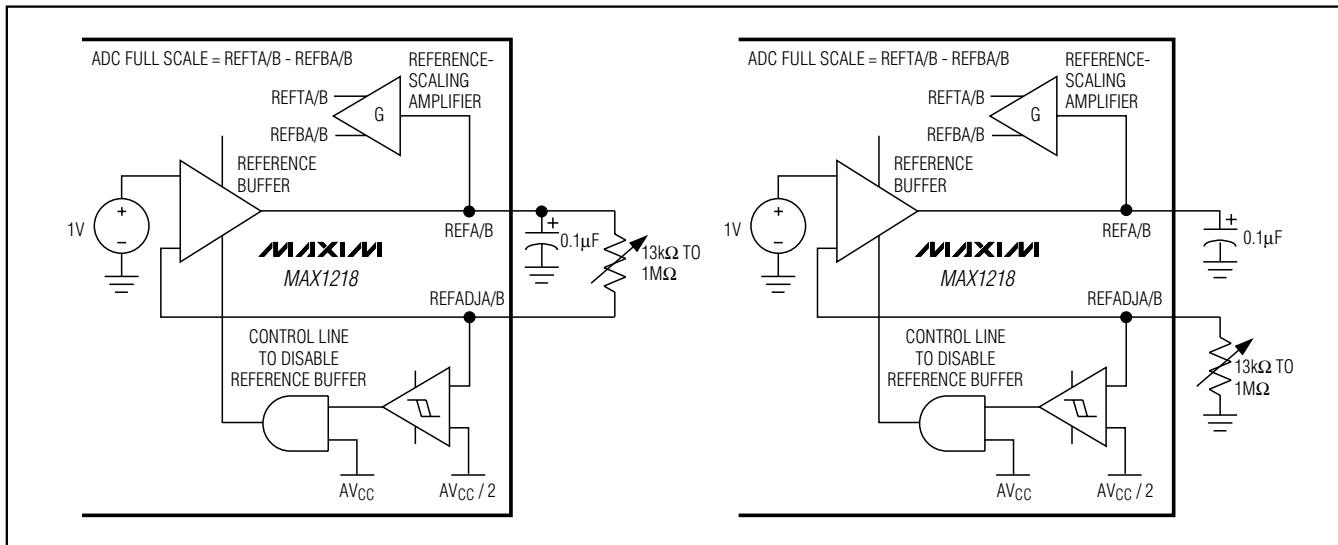 ADC FULL SCALE = REFTA/B - REFBA/B
REFERENCE-
SCALING
AMPLIFIER
REFTA/B
G
REFBA/B
REFERENCE
BUFFER
1V
+
−
REFA/B
+
0.1µF
13kΩ TO
1MΩ
MAXIM
MAX1218
REFADJA/B
CONTROL LINE
TO DISABLE
REFERENCE BUFFER
AVCC
AVCC / 2
ADC FULL SCALE = REFTA/B - REFBA/B
REFERENCE-
SCALING
AMPLIFIER
REFTA/B
G
REFBA/B
REFERENCE
BUFFER
1V
+
−
REFA/B
+
0.1µF
MAXIM
MAX1218
REFADJA/B
13kΩ TO
1MΩ
CONTROL LINE
TO DISABLE
REFERENCE BUFFER
AVCC
AVCC / 2